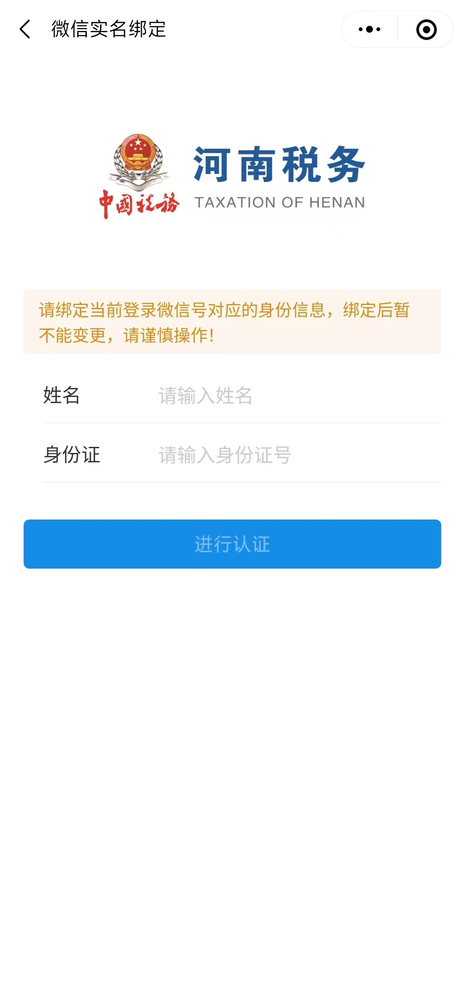 微信实名绑定
河南税务
中國税務
TAXATION OF HENAN
请绑定当前登录微信号对应的身份信息，绑定后暂
不能变更，请谨慎操作！
姓名 请输入姓名
身份证 请输入身份证号
进行认证